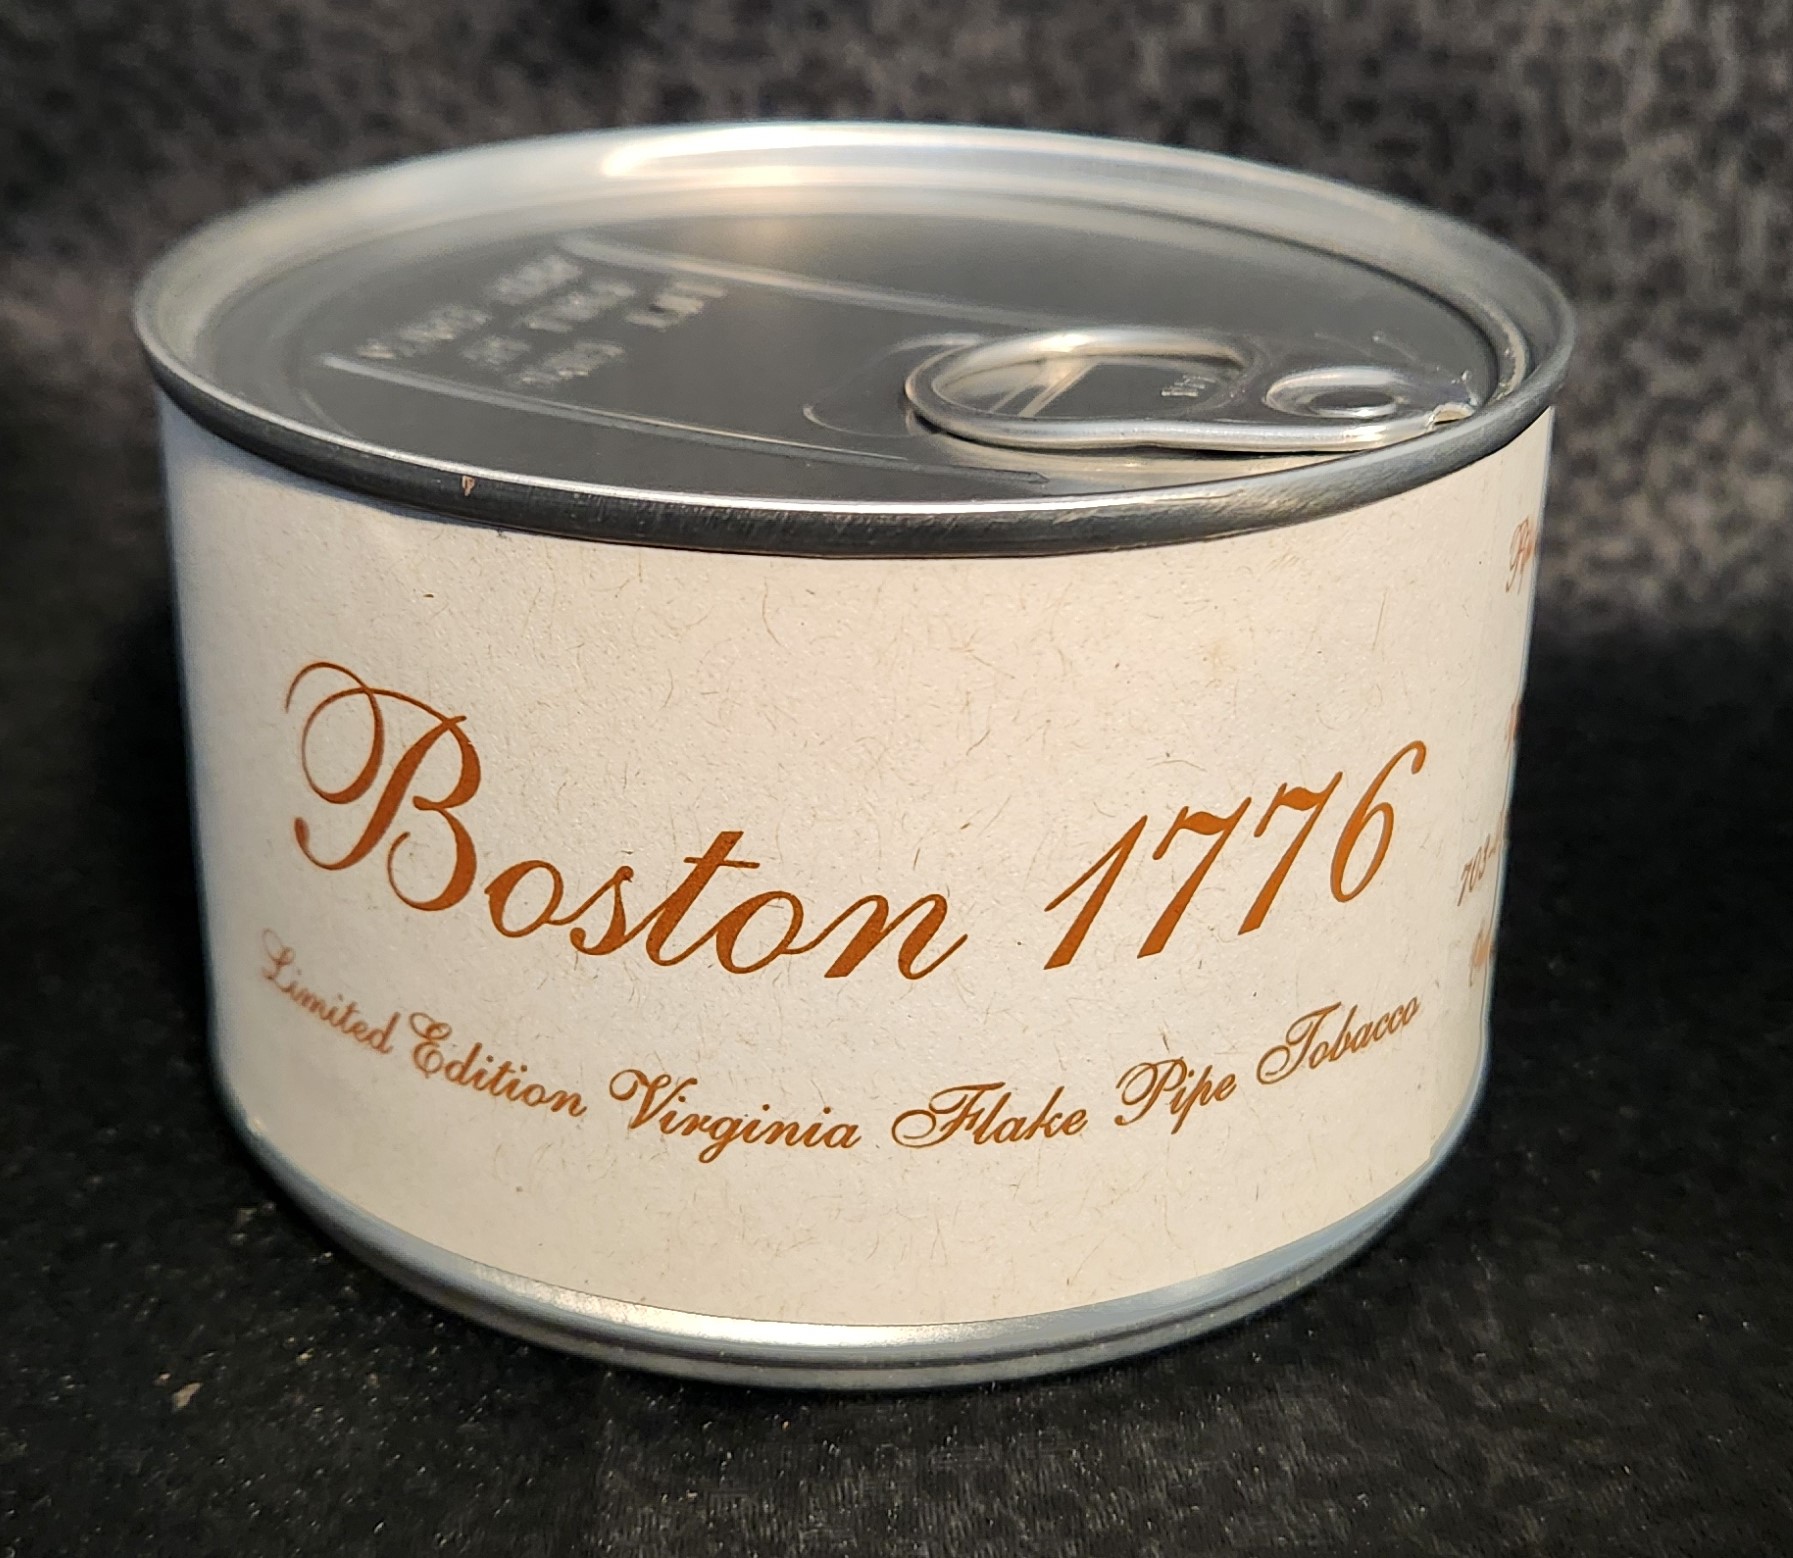 Boston 1776
Limited Edition Virginia Flake Pipe Tobacco